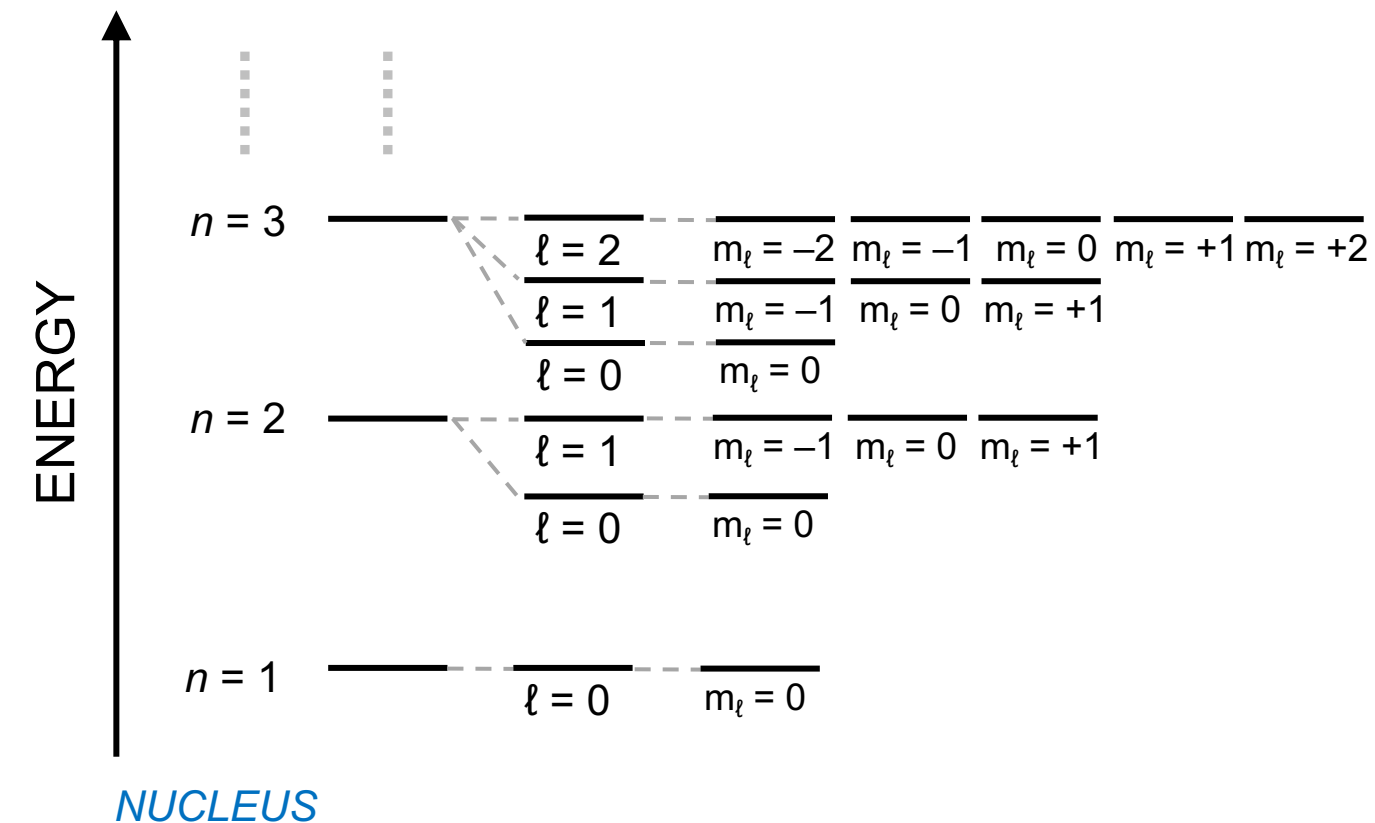 n = 3
ℓ = 2
mℓ = –2 mℓ = –1 mℓ = 0 mℓ = +1 mℓ = +2
ℓ = 1
mℓ = –1 mℓ = 0 mℓ = +1
ℓ = 0
mℓ = 0
n = 2
ℓ = 1
mℓ = –1 mℓ = 0 mℓ = +1
ℓ = 0
mℓ = 0
n = 1
ℓ = 0
mℓ = 0
ENERGY
NUCLEUS